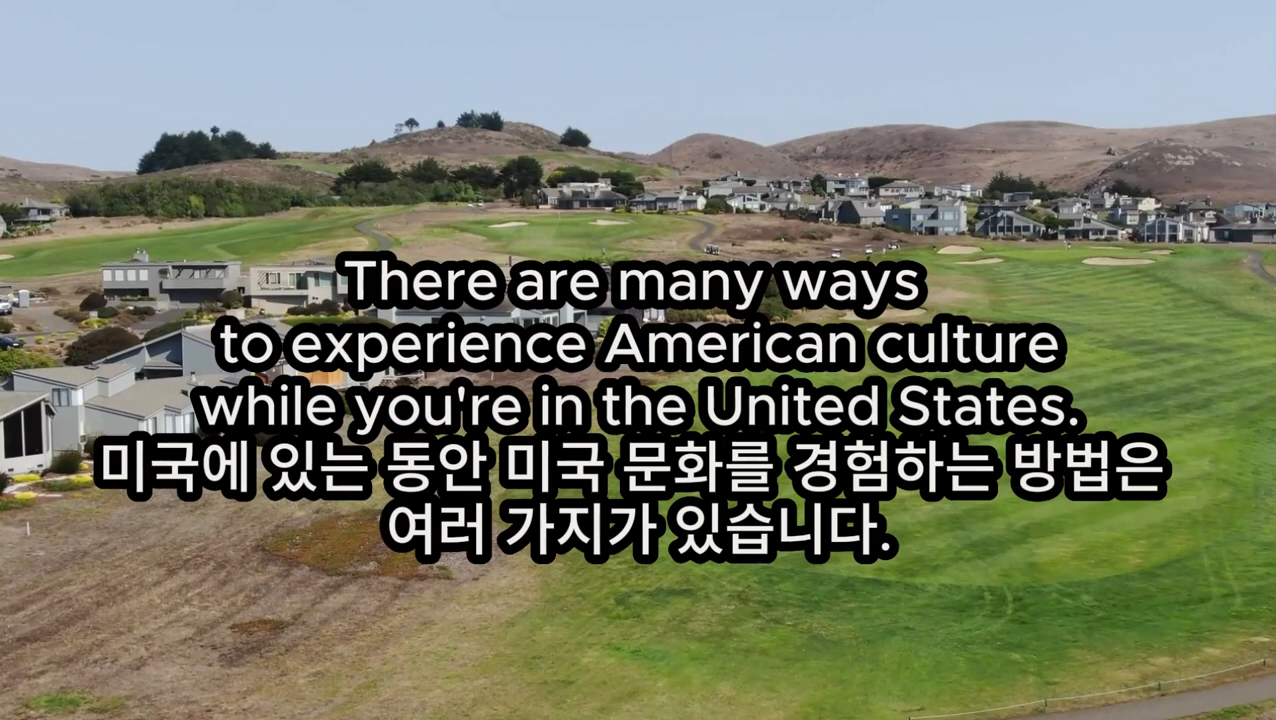 There are many ways
to experience American culture
while you're in the United States.
미국에 있는 동안 미국 문화를 경험하는 방법은
여러 가지가 있습니다.